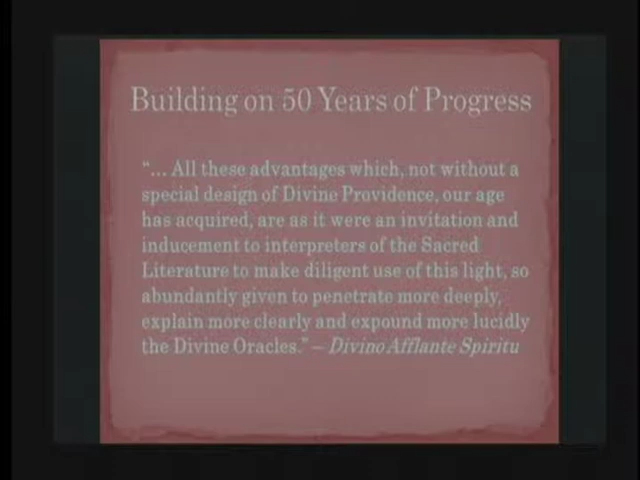 Building on 50 Years of Progress
“... All these advantages which, not without a
special design of Divine Providence, our age
has acquired, are as it were an invitation and
inducement to interpreters of the Sacred
Literature to make diligent use of this light, so
abundantly given to penetrate more deeply,
explain more clearly and expound more lucidly
the Divine Oracles.” – Divino Afflante Spiritu